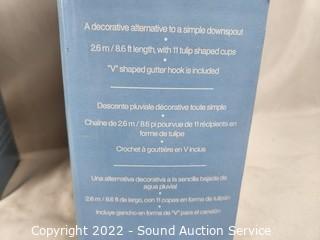 A decorative alternative to a simple downspout
2.6 m / 8.6 ft length, with 11 tulip shaped cups
"V" shaped gutter hook is included
Descente pluviale décorative toute simple
Chaîne de 2.6 m / 8.6 pi pourvue de 11 récipients en
forme de tulipe
Crochet à gouttière en V inclus
Una alternativa decorativa a la sencilla bajada de
agua pluvial
2.6 m / 8.6 ft de largo, con 11 copas en forma de tulipán
Incluye gancho en forma de "V" para el canalón
Copyright 2022 - Sound Auction Service